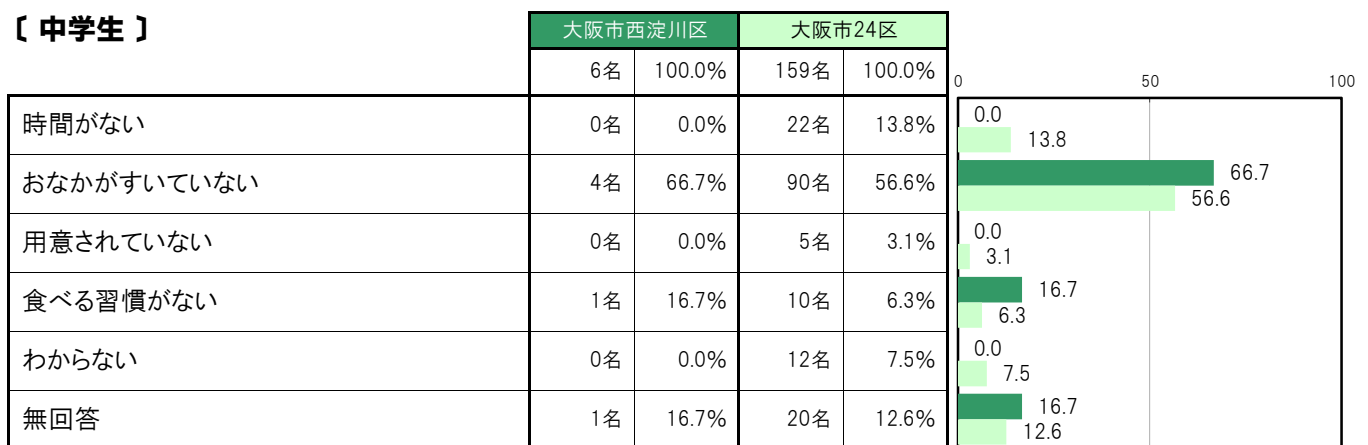 〔 中学生 〕
大阪市西淀川区 大阪市24区
6名 100.0% 159名 100.0%
0 50 100
時間がない 0名 0.0% 22名 13.8%
0.0
13.8
おなかがすいていない 4名 66.7% 90名 56.6%
66.7
56.6
用意されていない 0名 0.0% 5名 3.1%
0.0
3.1
食べる習慣がない 1名 16.7% 10名 6.3%
16.7
6.3
わからない 0名 0.0% 12名 7.5%
0.0
7.5
無回答 1名 16.7% 20名 12.6%
16.7
12.6